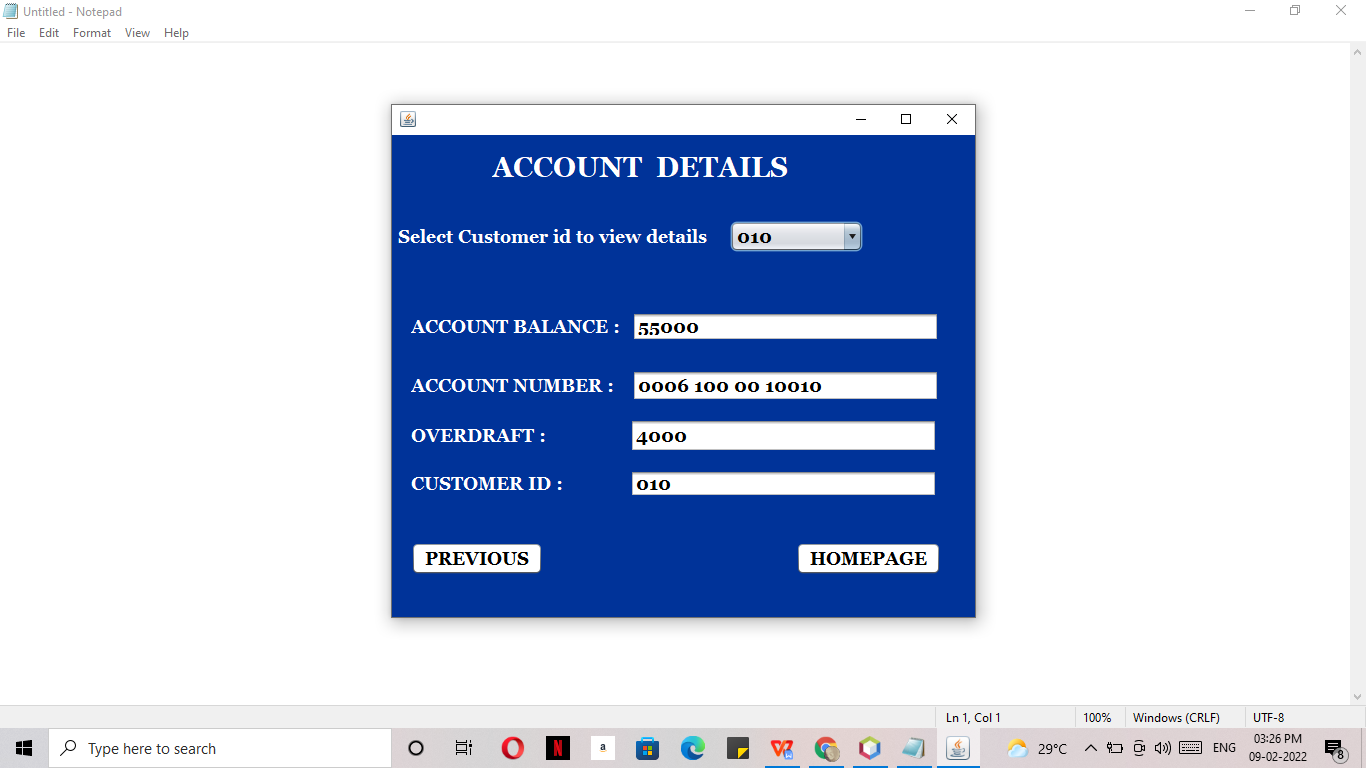 Untitled - Notepad
File Edit Format View Help
ACCOUNT DETAILS
Select Customer id to view details 010
ACCOUNT BALANCE : 55000
ACCOUNT NUMBER : 0006 100 00 10010
OVERDRAFT : 4000
CUSTOMER ID : 010
PREVIOUS HOMEPAGE
Ln 1, Col 1 100% Windows (CRLF) UTF-8
Type here to search N a W 29°C ENG 03:26 PM
09-02-2022 8